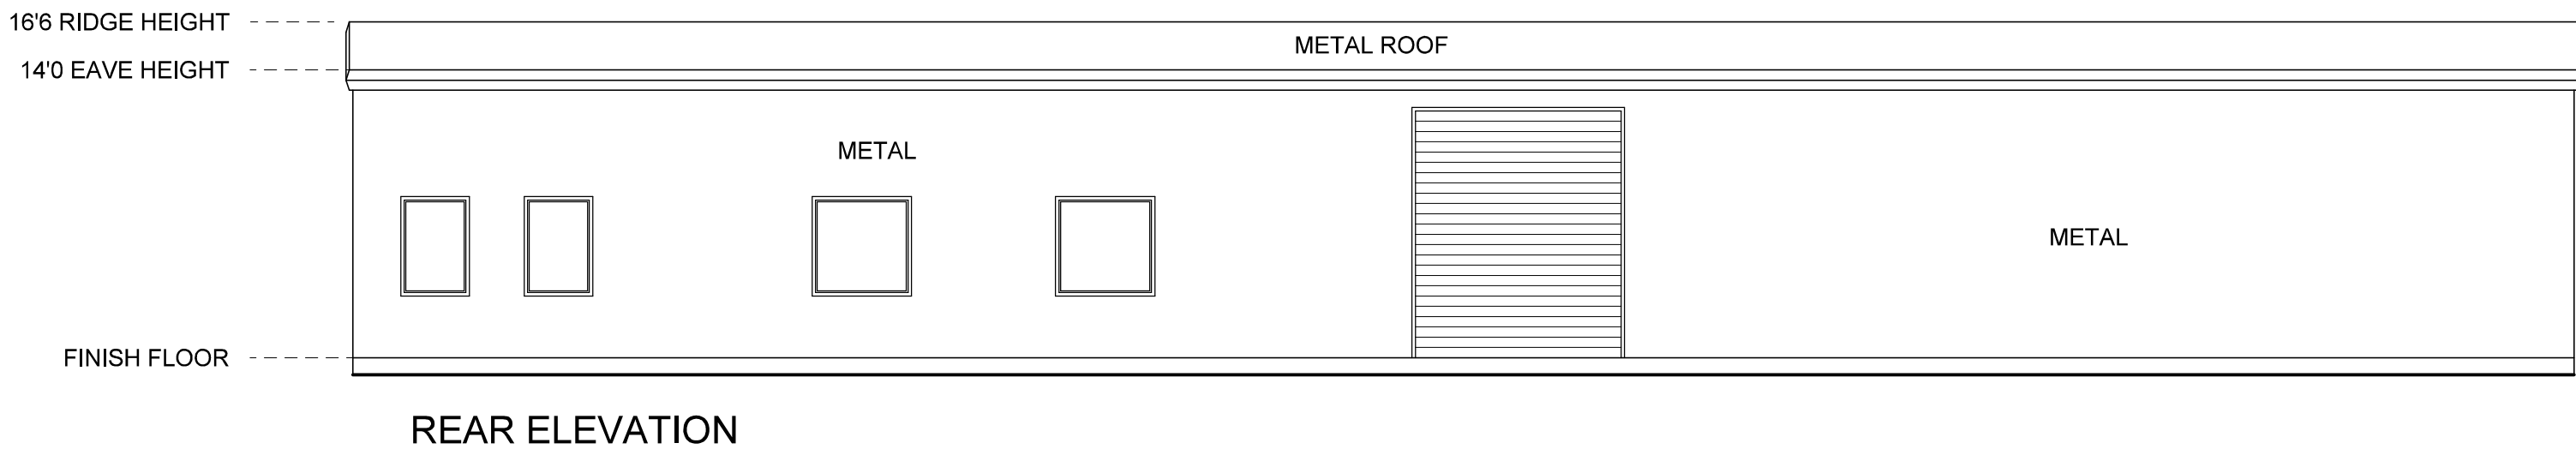 16'6 RIDGE HEIGHT
METAL ROOF
14'0 EAVE HEIGHT
METAL
METAL
FINISH FLOOR
REAR ELEVATION